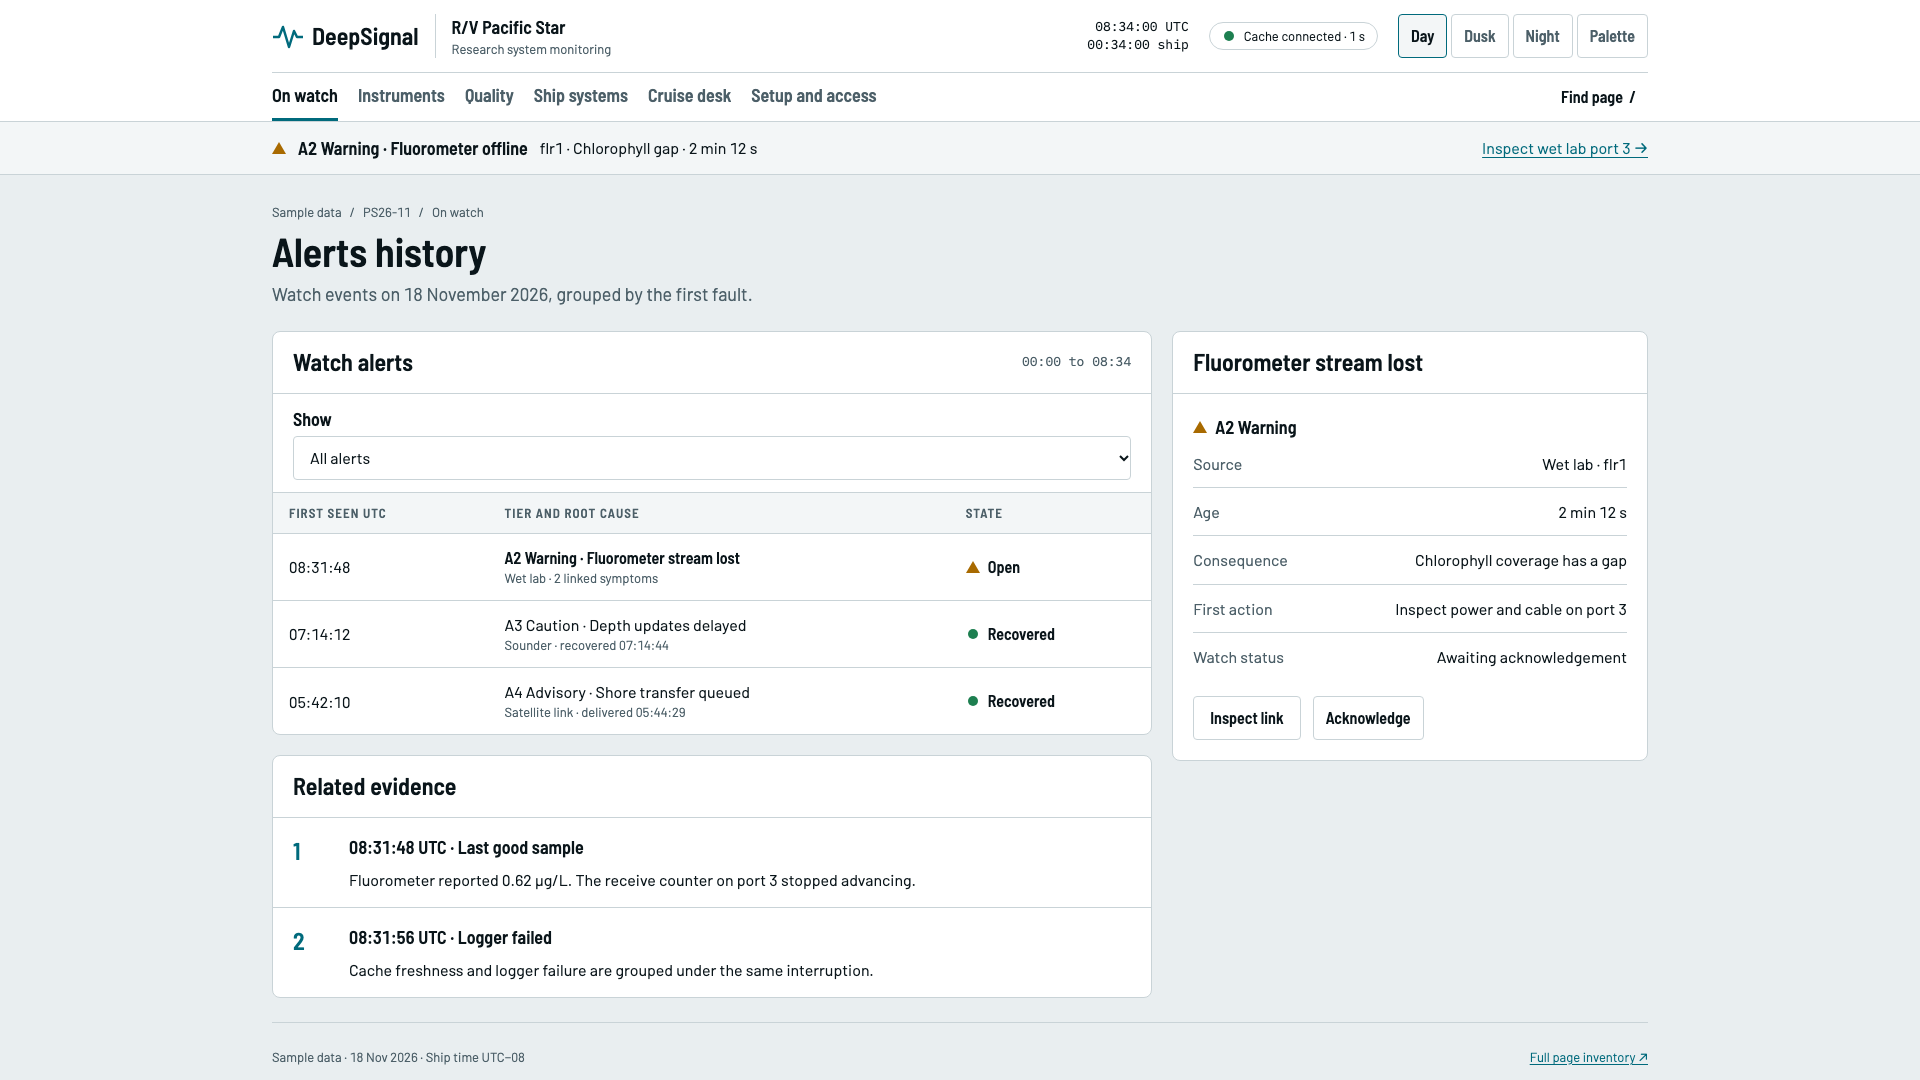 DeepSignal
R/V Pacific Star
Research system monitoring
08:34:00 UTC
00:34:00 ship
Cache connected · 1 s
Day
Dusk
Night
Palette
On watch
Instruments
Quality
Ship systems
Cruise desk
Setup and access
Find page /
A2 Warning · Fluorometer offline
flr1 · Chlorophyll gap · 2 min 12 s
Inspect wet lab port 3 →
Sample data / PS26-11 / On watch
Alerts history
Watch events on 18 November 2026, grouped by the first fault.
Watch alerts
00:00 to 08:34
Show
All alerts
FIRST SEEN UTC
TIER AND ROOT CAUSE
STATE
08:31:48
A2 Warning · Fluorometer stream lost
Wet lab · 2 linked symptoms
Open
07:14:12
A3 Caution · Depth updates delayed
Sounder · recovered 07:14:44
Recovered
05:42:10
A4 Advisory · Shore transfer queued
Satellite link · delivered 05:44:29
Recovered
Fluorometer stream lost
A2 Warning
Source
Wet lab · flr1
Age
2 min 12 s
Consequence
Chlorophyll coverage has a gap
First action
Inspect power and cable on port 3
Watch status
Awaiting acknowledgement
Inspect link
Acknowledge
Related evidence
1
08:31:48 UTC · Last good sample
Fluorometer reported 0.62 µg/L. The receive counter on port 3 stopped advancing.
2
08:31:56 UTC · Logger failed
Cache freshness and logger failure are grouped under the same interruption.
Sample data · 18 Nov 2026 · Ship time UTC−08
Full page inventory ↗